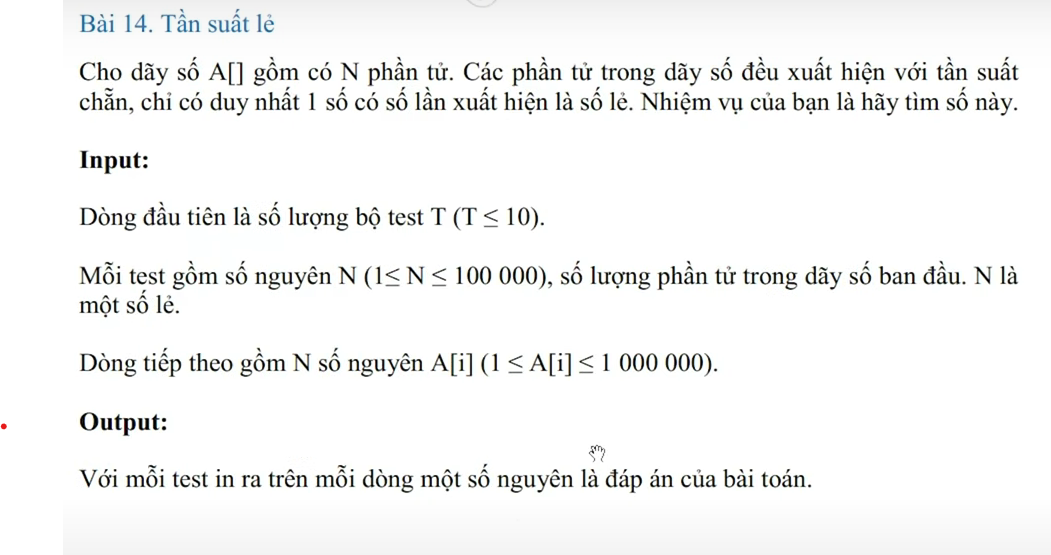 Bài 14. Tần suất lẻ
Cho dãy số A[] gồm có N phần tử. Các phần tử trong dãy số đều xuất hiện với tần suất
chẵn, chỉ có duy nhất 1 số có số lần xuất hiện là số lẻ. Nhiệm vụ của bạn là hãy tìm số này.
Input:
Dòng đầu tiên là số lượng bộ test T (T ≤ 10).
Mỗi test gồm số nguyên N (1≤ N ≤ 100 000), số lượng phần tử trong dãy số ban đầu. N là
một số lẻ.
Dòng tiếp theo gồm N số nguyên A[i] (1 ≤ A[i] ≤ 1 000 000).
Output:
Với mỗi test in ra trên mỗi dòng một số nguyên là đáp án của bài toán.